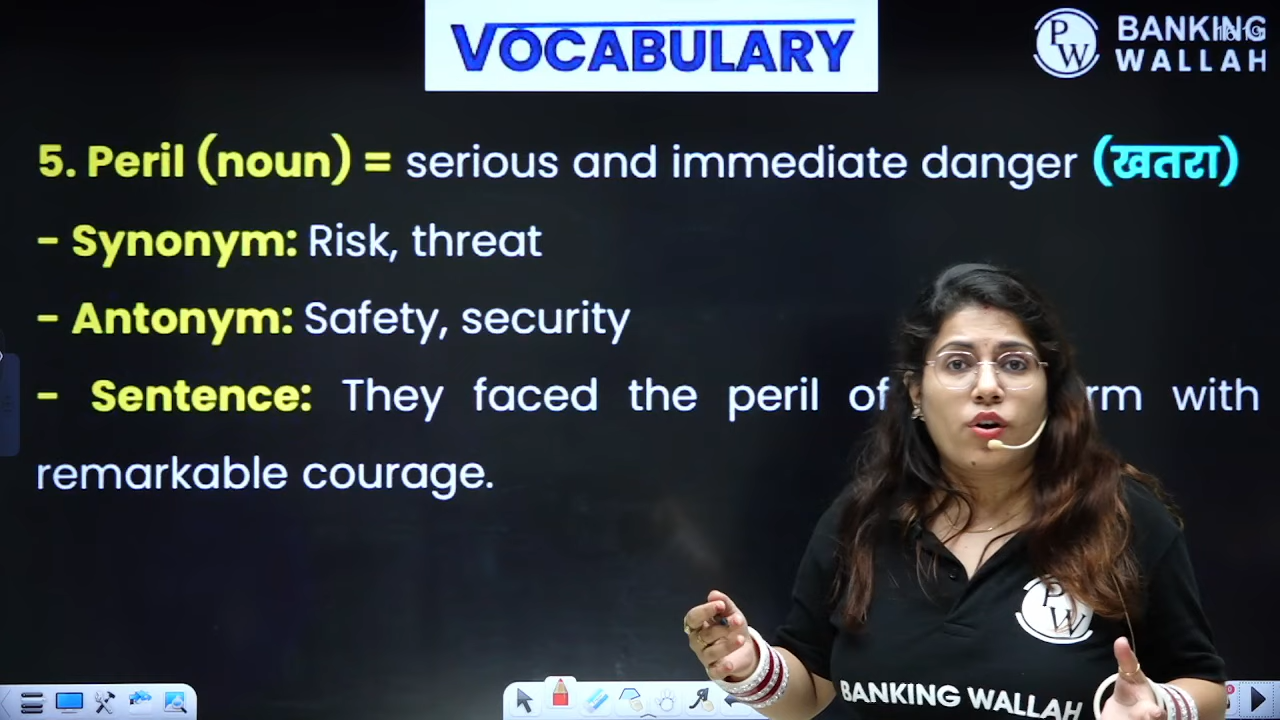 VOCABULARY
BANKING
WALLAH
5. Peril (noun) = serious and immediate danger (खतरा)
- Synonym: Risk, threat
- Antonym: Safety, security
- Sentence: They faced the peril of rm with
remarkable courage.
PW
BANKING WALLAH